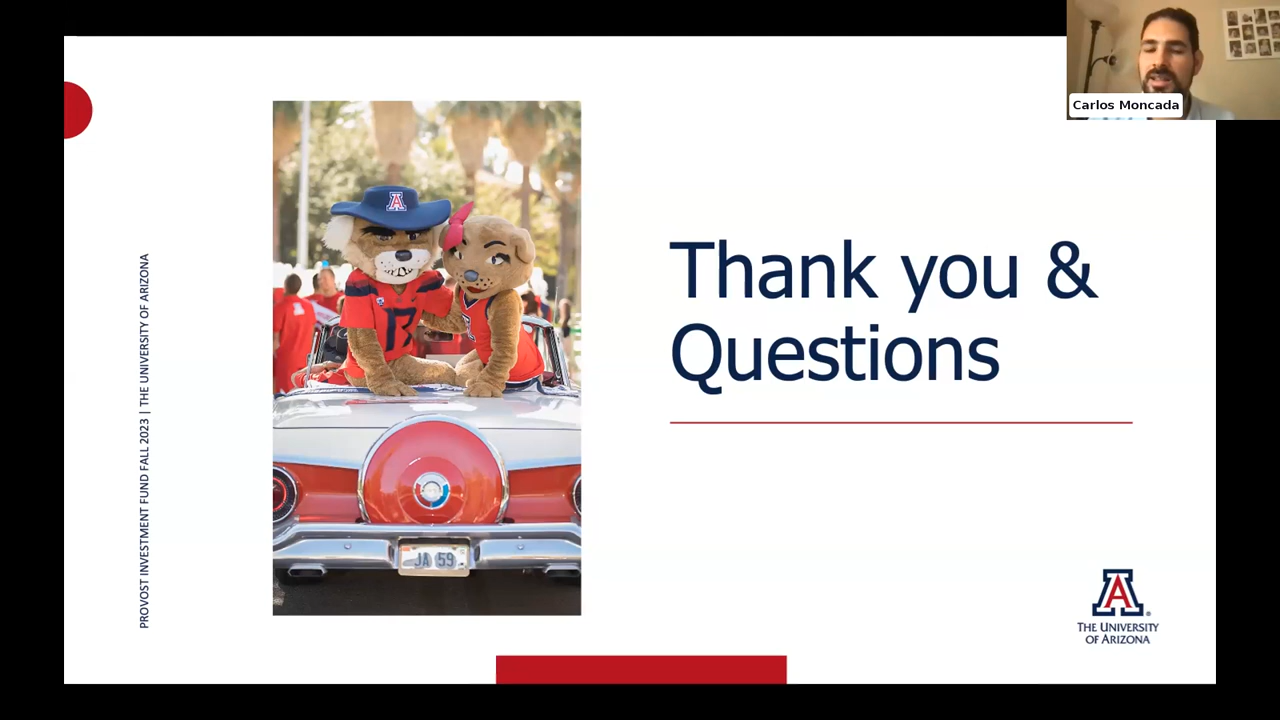 Carlos Moncada
PROVOST INVESTMENT FUND FALL 2023 | THE UNIVERSITY OF ARIZONA
A
17
JA 59
Thank you &
Questions
A
THE UNIVERSITY
OF ARIZONA